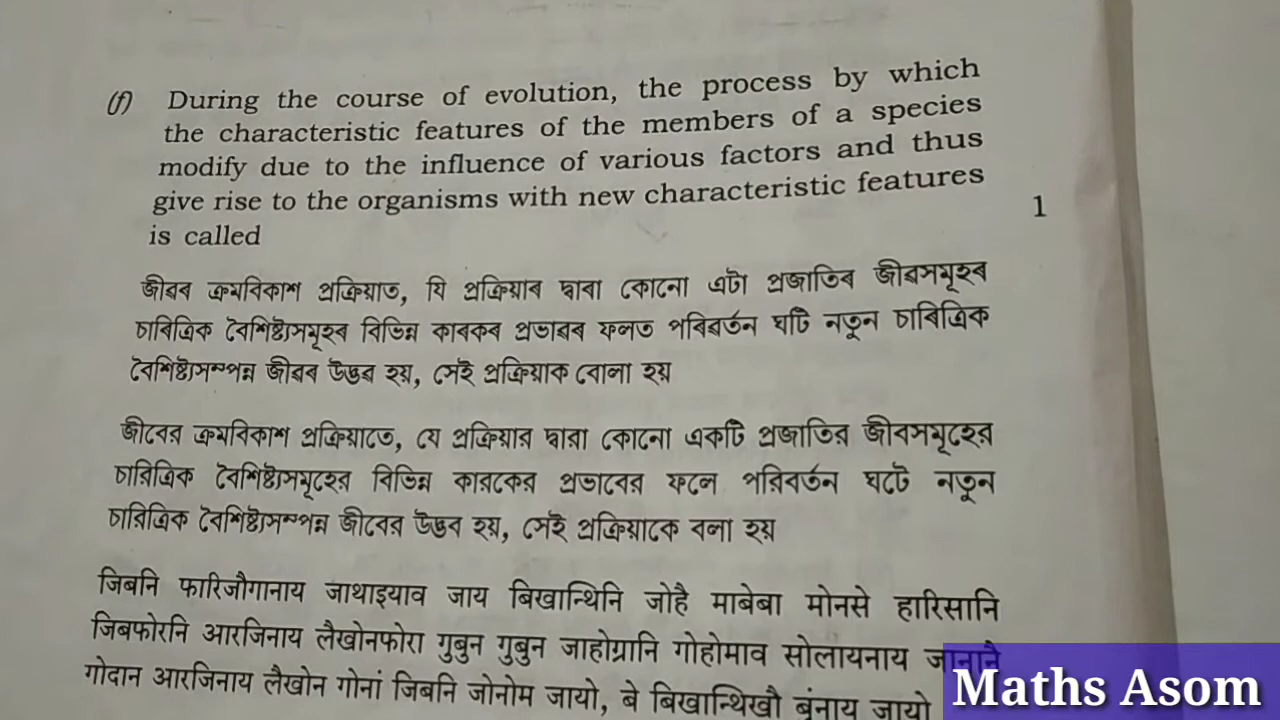 (f) During the course of evolution, the process by which
the characteristic features of the members of a species
modify due to the influence of various factors and thus
give rise to the organisms with new characteristic features
is called
1
জীৱৰ ক্ৰমবিকাশ প্ৰক্ৰিয়াত, যি প্ৰক্ৰিয়াৰ দ্বাৰা কোনো এটা প্ৰজাতিৰ জীৱসমূহৰ
চাৰিত্ৰিক বৈশিষ্ট্যসমূহৰ বিভিন্ন কাৰকৰ প্ৰভাৱৰ ফলত পৰিৱৰ্তন ঘটি নতুন চাৰিত্ৰিক
বৈশিষ্ট্যসম্পন্ন জীৱৰ উদ্ভৱ হয়, সেই প্ৰক্ৰিয়াক বোলা হয়
জীবের ক্রমবিকাশ প্রক্রিয়াতে, যে প্রক্রিয়ার দ্বারা কোনো একটি প্রজাতির জীবসমূহের
চারিত্রিক বৈশিষ্ট্যসমূহের বিভিন্ন কারকের প্রভাবের ফলে পরিবর্তন ঘটে নতুন
চারিত্রিক বৈশিষ্ট্যসম্পন্ন জীবের উদ্ভব হয়, সেই প্রক্রিয়াকে বলা হয়
जिबनि फारिजौगानाय जाथाइयाव जाय बिखान्थिनि जोहै माबेबा मोनसे हारिसानि
जिबफोरनि आरजिनाय लैखोनफोरा गुबुन गुबुन जाहोग्रानि गोहोमाव सोलायनाय जानानै
गोदान आरजिनाय लैखोन गोनां जिबनि जोनोम जायो, बे बिखान्थिखौ बुंनाय जायो
Maths Asom